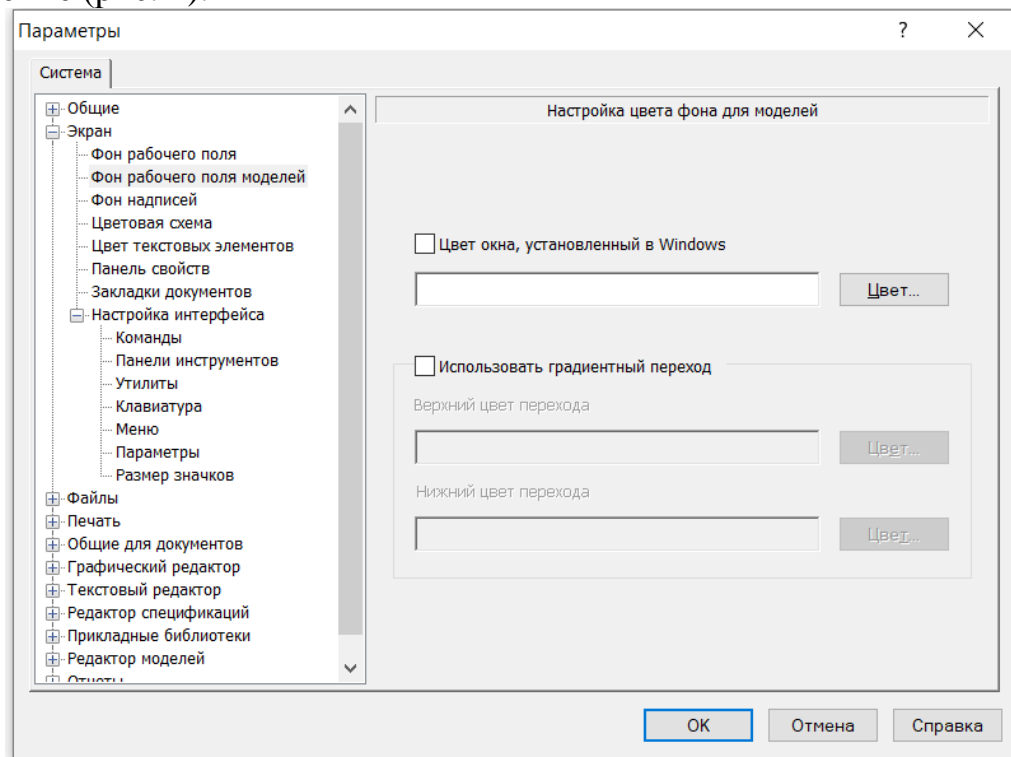 Параметры ?
Система
Общие
Экран
Фон рабочего поля
Фон рабочего поля моделей
Фон надписей
Цветовая схема
Цвет текстовых элементов
Панель свойств
Закладки документов
Настройка интерфейса
Команды
Панели инструментов
Утилиты
Клавиатура
Меню
Параметры
Размер значков
Файлы
Печать
Общие для документов
Графический редактор
Текстовый редактор
Редактор спецификаций
Прикладные библиотеки
Редактор моделей
Отчеты
Настройка цвета фона для моделей
Цвет окна, установленный в Windows
Цвет...
Использовать градиентный переход
Верхний цвет перехода
Цвет...
Нижний цвет перехода
Цвет...
OK Отмена Справка